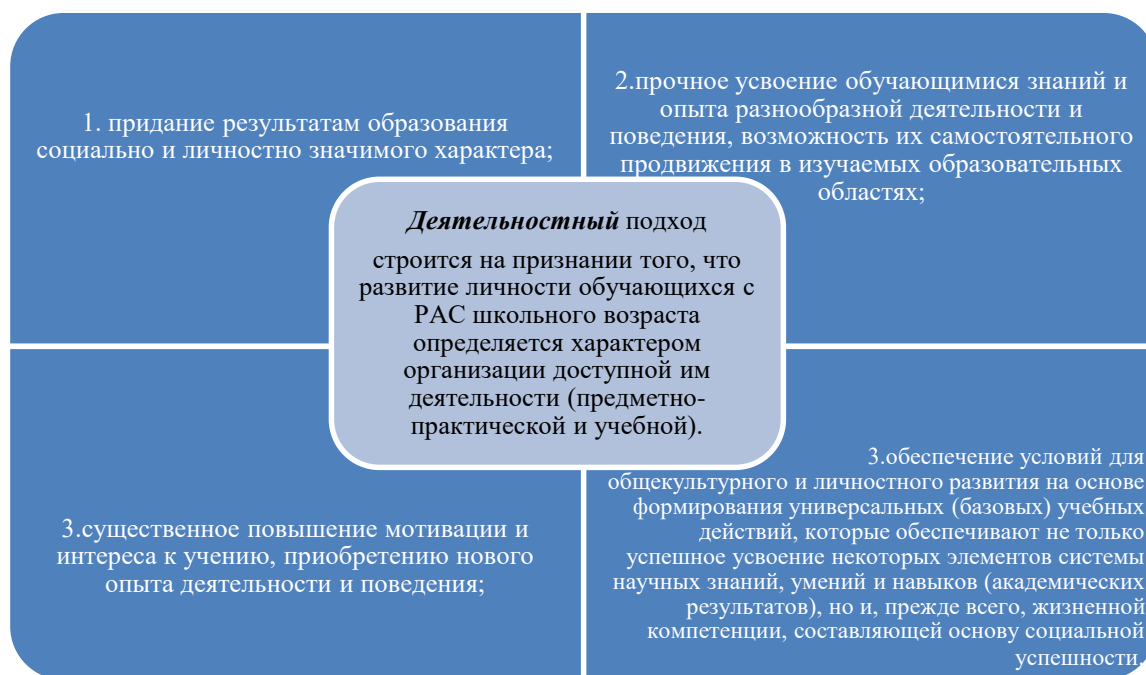 1. придание результатам образования
социально и личностно значимого характера;
2.прочное усвоение обучающимися знаний и
опыта разнообразной деятельности и
поведения, возможность их самостоятельного
продвижения в изучаемых образовательных
областях;
Деятельностный подход
строится на признании того, что
развитие личности обучающихся с
РАС школьного возраста
определяется характером
организации доступной им
деятельности (предметно-
практической и учебной).
3.существенное повышение мотивации и
интереса к учению, приобретению нового
опыта деятельности и поведения;
3.обеспечение условий для
общекультурного и личностного развития на основе
формирования универсальных (базовых) учебных
действий, которые обеспечивают не только
успешное усвоение некоторых элементов системы
научных знаний, умений и навыков (академических
результатов), но и, прежде всего, жизненной
компетенции, составляющей основу социальной
успешности.